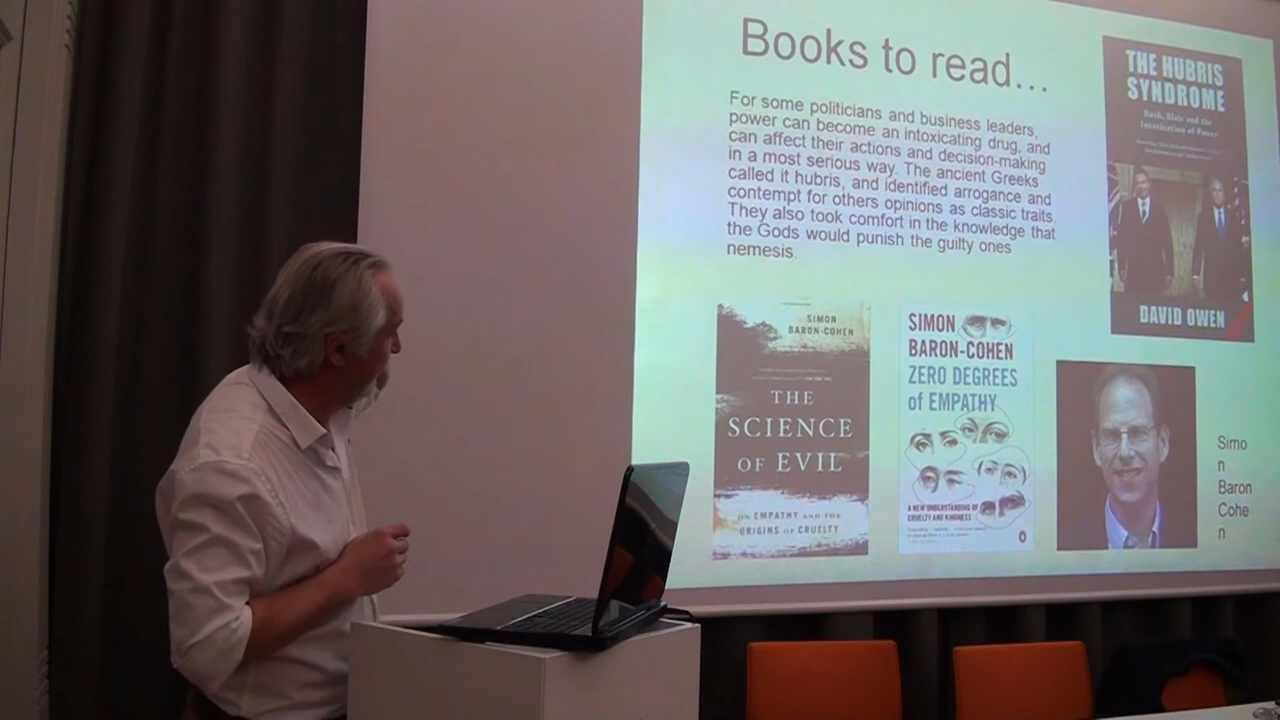 Books to read...
For some politicians and business leaders,
power can become an intoxicating drug, and
can affect their actions and decision-making
in a most serious way. The ancient Greeks
called it hubris, and identified arrogance and
contempt for others opinions as classic traits.
They also took comfort in the knowledge that
the Gods would punish the guilty ones
nemesis.
THE HUBRIS
SYNDROME
Bush, Blair and the
Intoxication of Power
DAVID OWEN
SIMON
BARON-COHEN
THE
SCIENCE
OF EVIL
ON EMPATHY AND THE
ORIGINS OF CRUELTY
SIMON
BARON-COHEN
ZERO DEGREES
of EMPATHY
A NEW UNDERSTANDING OF
CRUELTY AND KINDNESS
Simo
n
Baron
Cohe
n